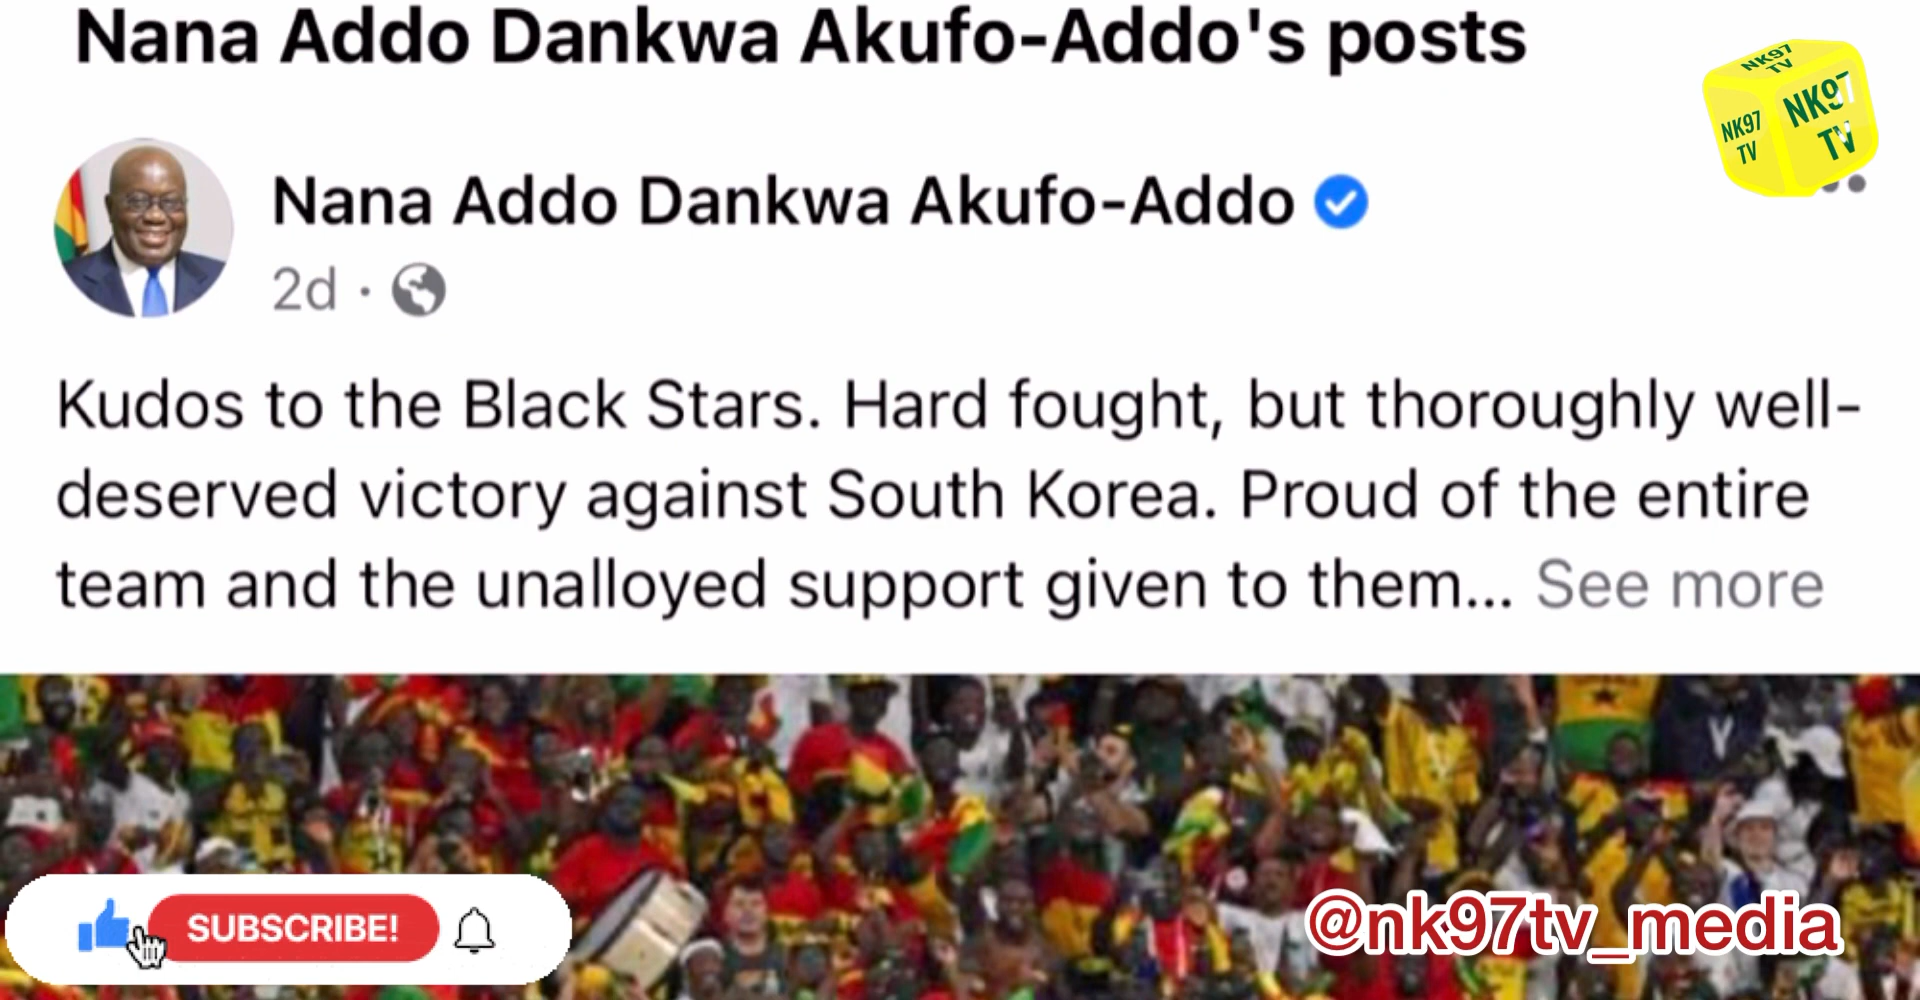 Nana Addo Dankwa Akufo-Addo's posts
NK97
TV
NK97
TV
NK97
TV
Nana Addo Dankwa Akufo-Addo
2d ·
Kudos to the Black Stars. Hard fought, but thoroughly well-
deserved victory against South Korea. Proud of the entire
team and the unalloyed support given to them... See more
SUBSCRIBE!
@nk97tv_media